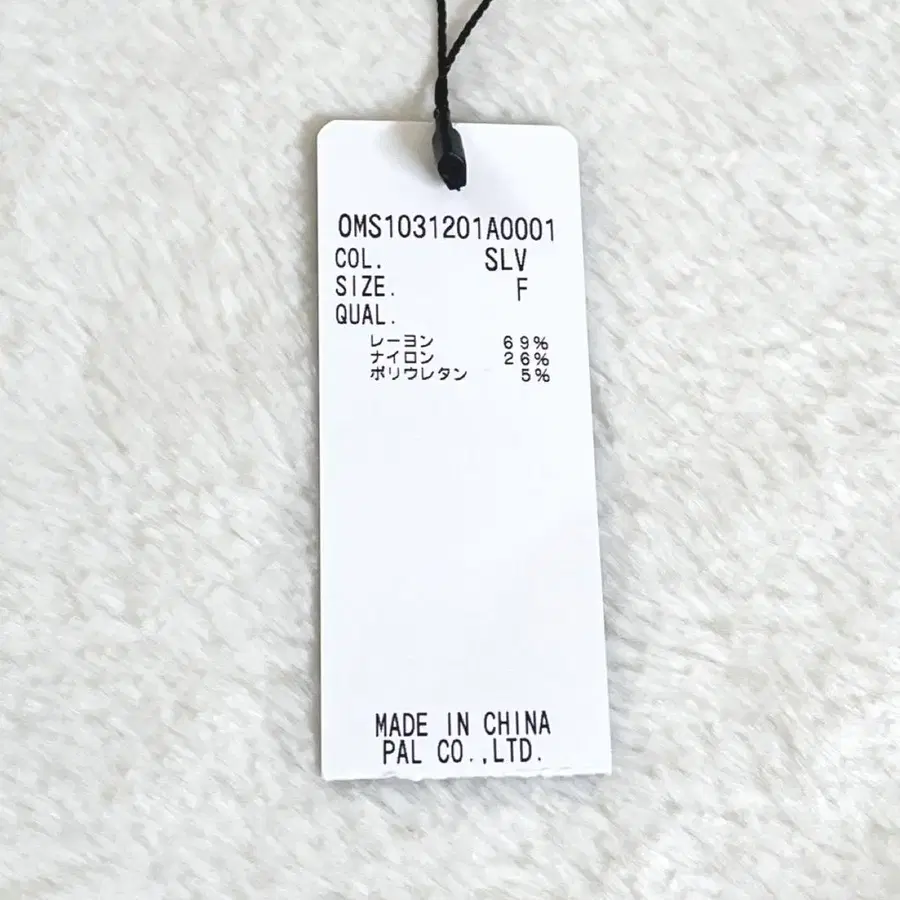 OMS1031201A0001
COL. SLV
SIZE. F
QUAL.
レーヨン 69%
ナイロン 26%
ポリウレタン 5%
MADE IN CHINA
PAL CO.,LTD.